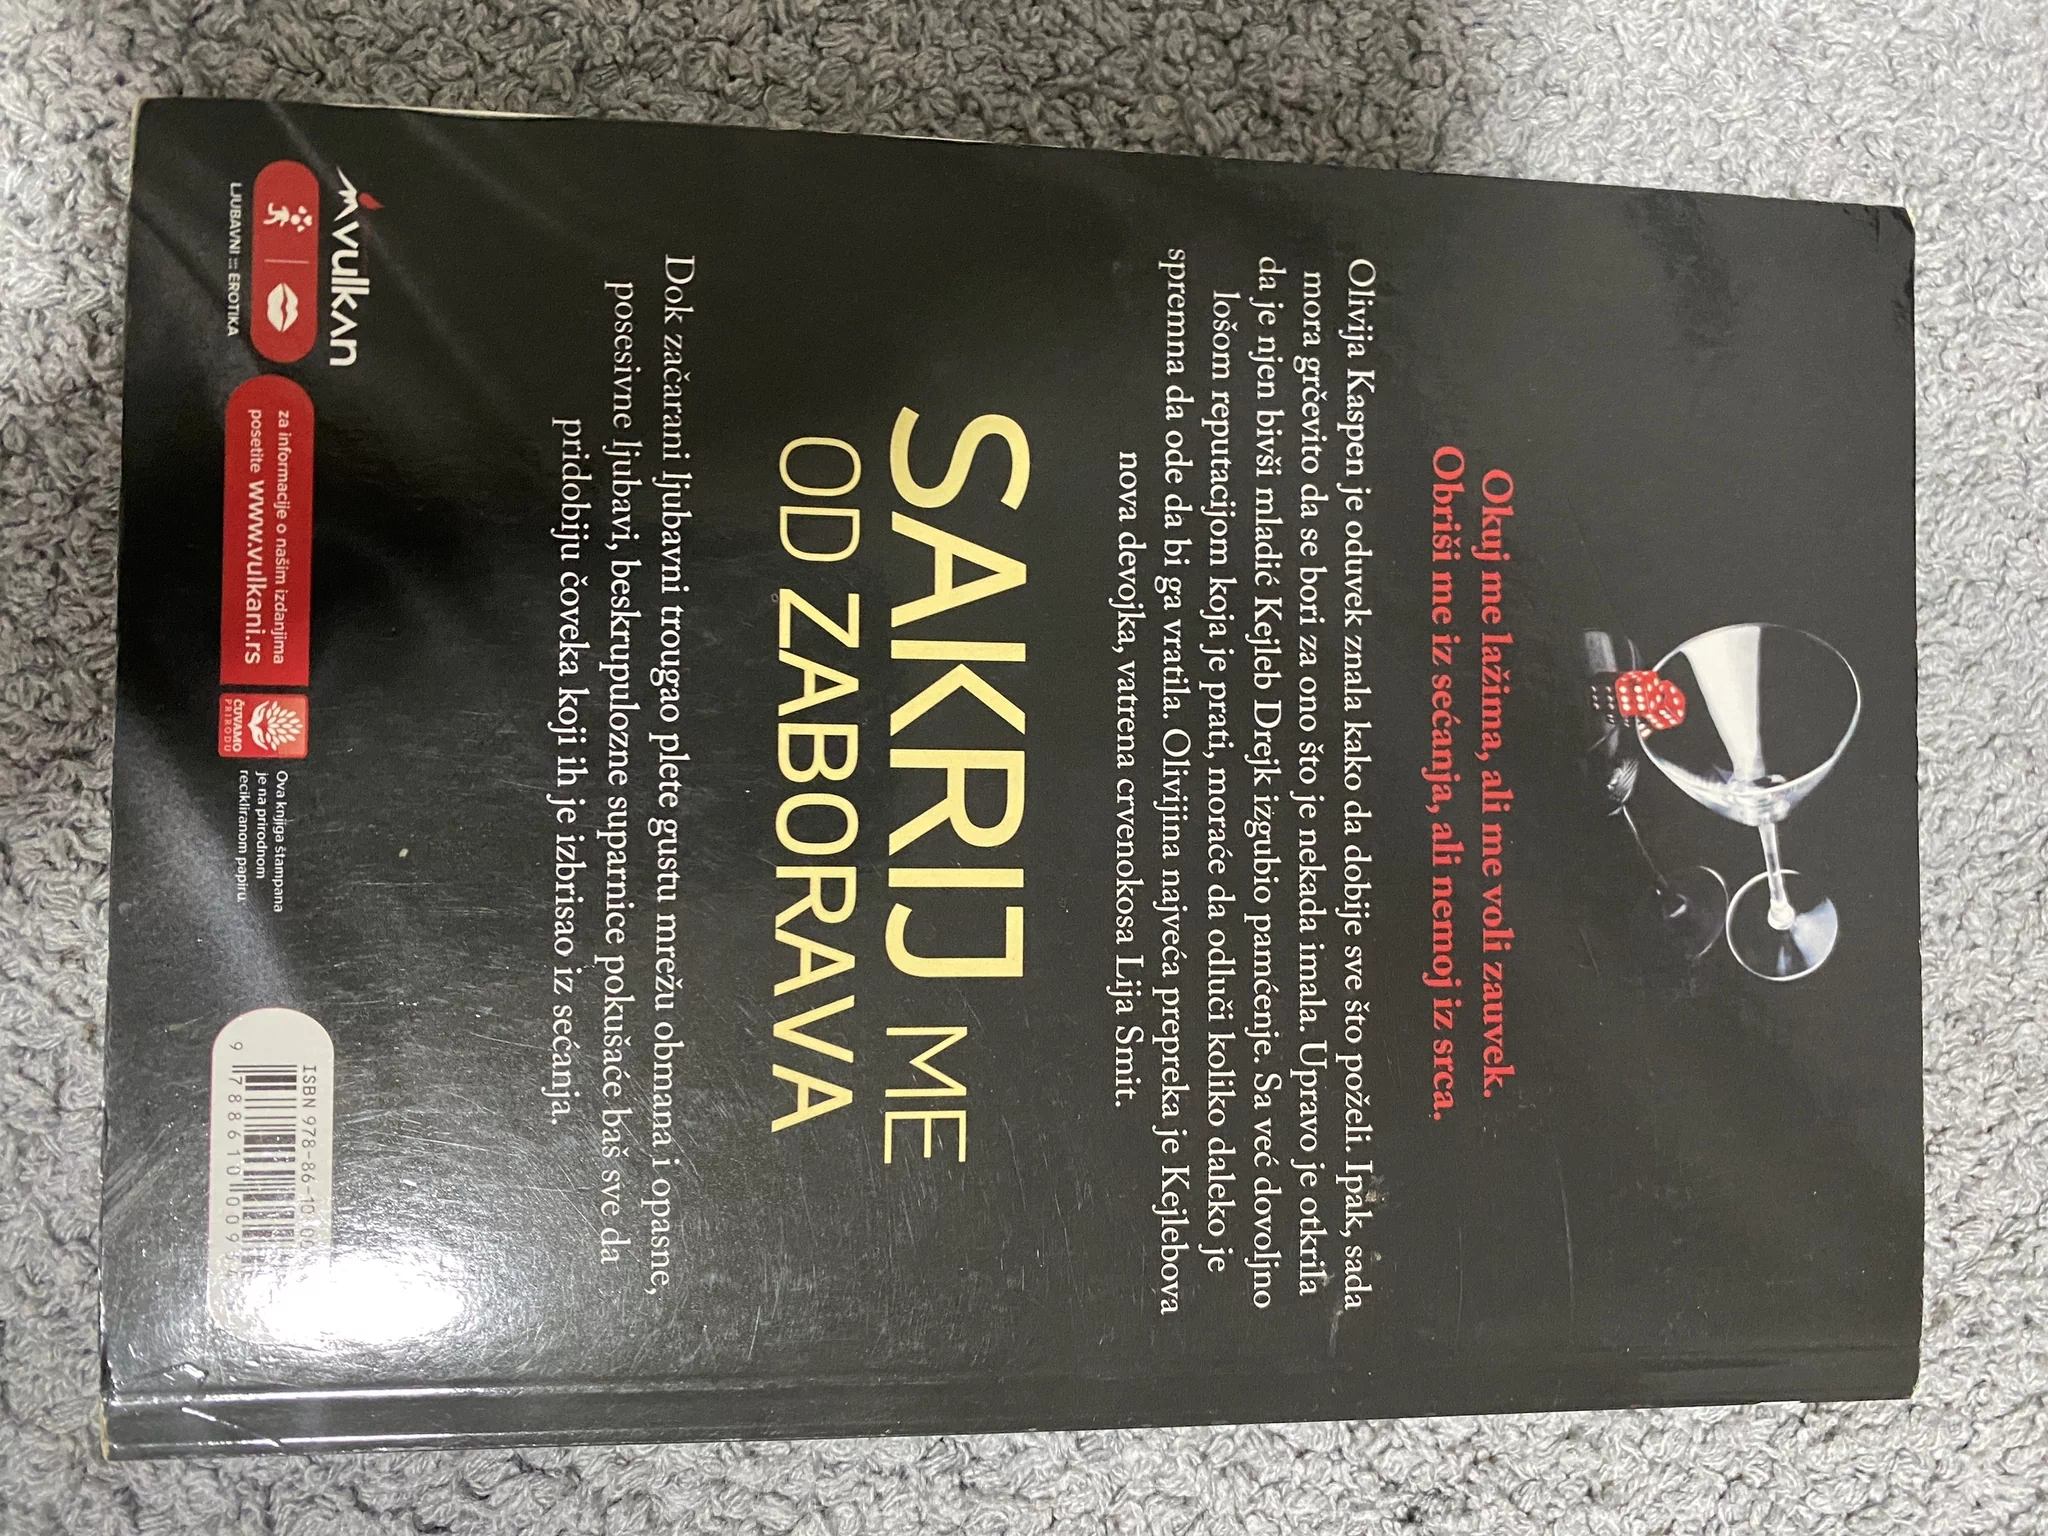 Okuj me lažima, ali me voli zauvek.
Obriši me iz sećanja, ali nemoj iz srca.
Olivija Kaspen je oduvek znala kako da dobije sve što poželi. Ipak, sada
mora grčevito da se bori za ono što je nekada imala. Upravo je otkrila
da je njen bivši mladić Kejleb Drejk izgubio pamćenje. Sa već dovoljno
lošom reputacijom koja je prati, moraće da odluči koliko daleko je
spremna da ode da bi ga vratila. Olivijina najveća prepreka je Kejlebova
nova devojka, vatrena crvenokosa Lija Smit.
SAKRIJ ME
OD ZABORAVA
Dok začarani ljubavni trougao plete gustu mrežu obmana i opasne,
posesivne ljubavi, beskrupulozne suparnice pokušaće baš sve da
pridobiju čoveka koji ih je izbrisao iz sećanja.
vulkan
LJUBAVNI :: EROTIKA
za informacije o našim izdanjima
posetite www.vulkani.rs
ČUVAMO
PRIRODU
Ova knjiga štampana
je na prirodnom
recikliranom papiru
ISBN 978-86-10-00
9 788610 009